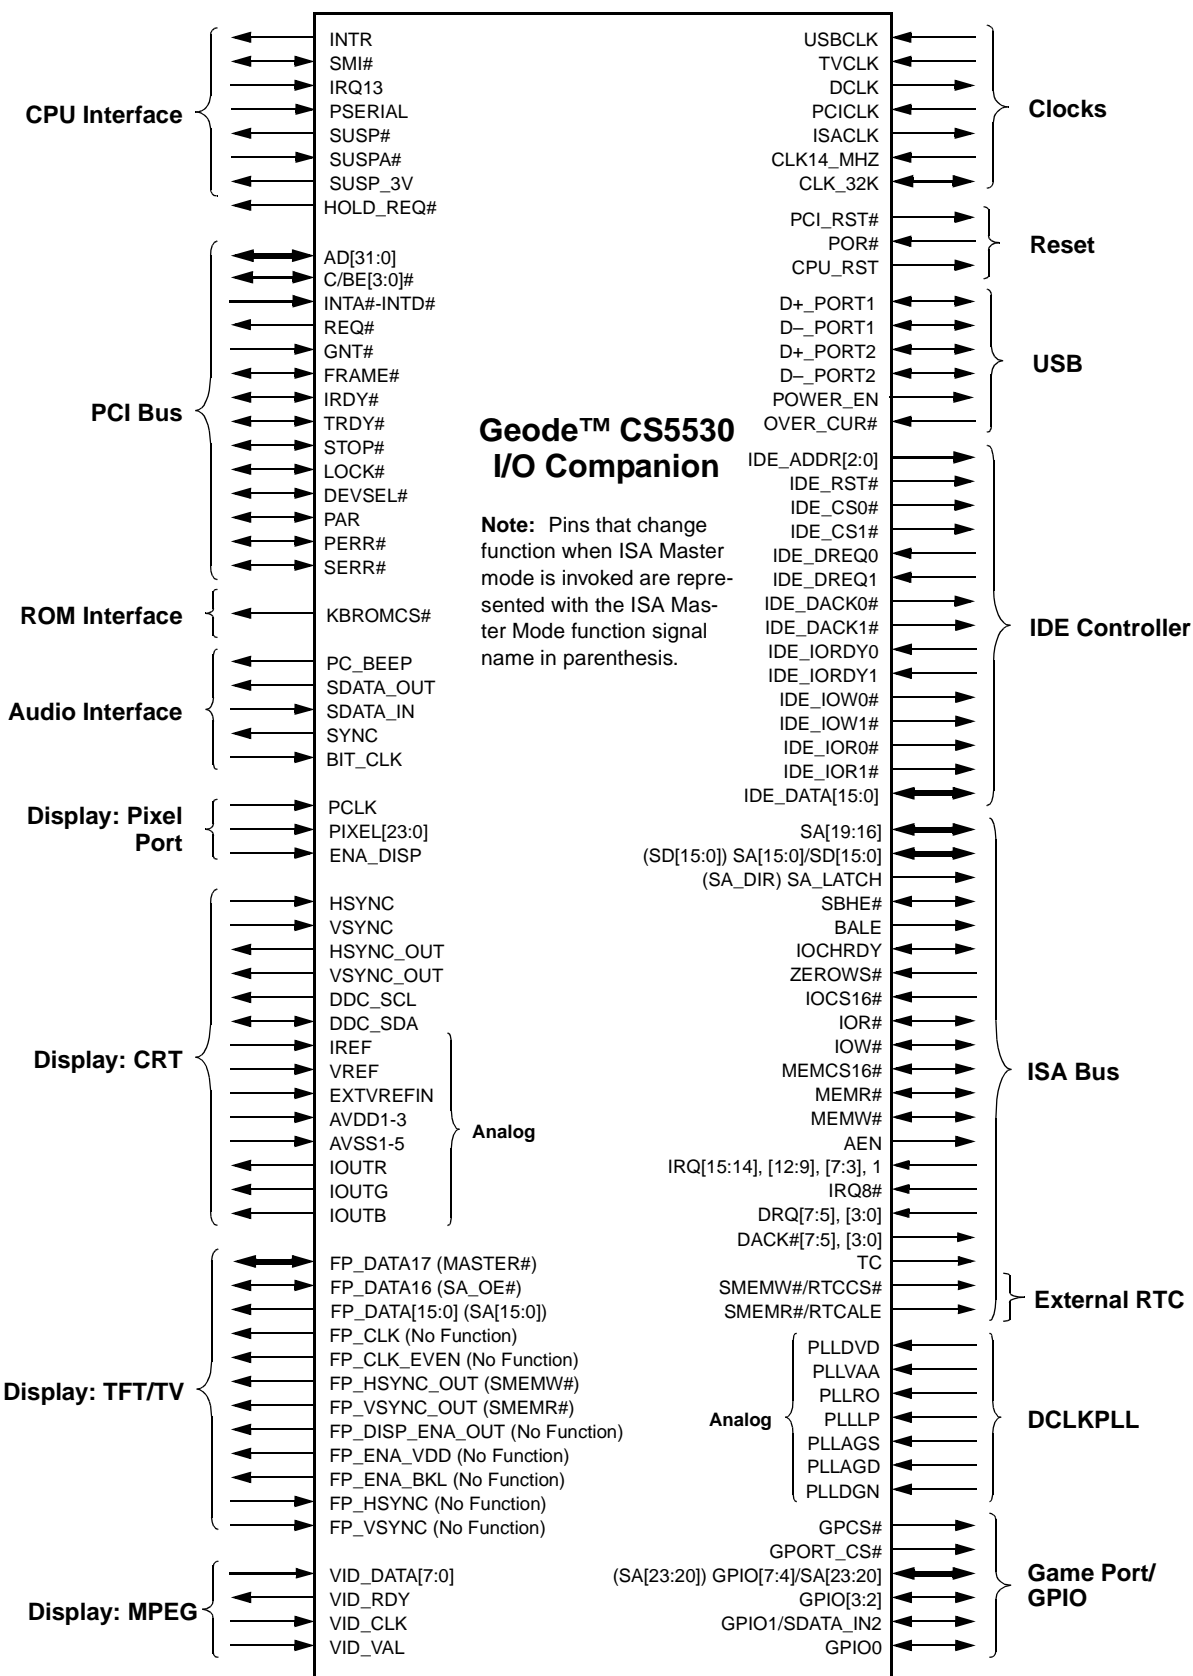 CPU Interface
INTR
SMI#
IRQ13
PSERIAL
SUSP#
SUSPA#
SUSP_3V
HOLD_REQ#
PCI Bus
AD[31:0]
C/BE[3:0]#
INTA#-INTD#
REQ#
GNT#
FRAME#
IRDY#
TRDY#
STOP#
LOCK#
DEVSEL#
PAR
PERR#
SERR#
ROM Interface
KBROMCS#
Audio Interface
PC_BEEP
SDATA_OUT
SDATA_IN
SYNC
BIT_CLK
Display: Pixel
Port
PCLK
PIXEL[23:0]
ENA_DISP
Display: CRT
HSYNC
VSYNC
HSYNC_OUT
VSYNC_OUT
DDC_SCL
DDC_SDA
IREF
VREF
EXTVREFIN
AVDD1-3
AVSS1-5
IOUTR
IOUTG
IOUTB
Analog
Display: TFT/TV
FP_DATA17 (MASTER#)
FP_DATA16 (SA_OE#)
FP_DATA[15:0] (SA[15:0])
FP_CLK (No Function)
FP_CLK_EVEN (No Function)
FP_HSYNC_OUT (SMEMW#)
FP_VSYNC_OUT (SMEMR#)
FP_DISP_ENA_OUT (No Function)
FP_ENA_VDD (No Function)
FP_ENA_BKL (No Function)
FP_HSYNC (No Function)
FP_VSYNC (No Function)
Display: MPEG
VID_DATA[7:0]
VID_RDY
VID_CLK
VID_VAL
Geode™ CS5530
I/O Companion
Note: Pins that change
function when ISA Master
mode is invoked are repre-
sented with the ISA Mas-
ter Mode function signal
name in parenthesis.
USBCLK
TVCLK
DCLK
PCICLK
ISACLK
CLK14_MHZ
CLK_32K
Clocks
PCI_RST#
POR#
CPU_RST
Reset
D+_PORT1
D–_PORT1
D+_PORT2
D–_PORT2
POWER_EN
OVER_CUR#
USB
IDE_ADDR[2:0]
IDE_RST#
IDE_CS0#
IDE_CS1#
IDE_DREQ0
IDE_DREQ1
IDE_DACK0#
IDE_DACK1#
IDE_IORDY0
IDE_IORDY1
IDE_IOW0#
IDE_IOW1#
IDE_IOR0#
IDE_IOR1#
IDE_DATA[15:0]
IDE Controller
SA[19:16]
(SD[15:0]) SA[15:0]/SD[15:0]
(SA_DIR) SA_LATCH
SBHE#
BALE
IOCHRDY
ZEROWS#
IOCS16#
IOR#
IOW#
MEMCS16#
MEMR#
MEMW#
AEN
IRQ[15:14], [12:9], [7:3], 1
IRQ8#
DRQ[7:5], [3:0]
DACK#[7:5], [3:0]
TC
SMEMW#/RTCCS#
SMEMR#/RTCALE
ISA Bus
External RTC
Analog
PLLDVD
PLLVAA
PLLRO
PLLLP
PLLAGS
PLLAGD
PLLDGN
DCLKPLL
GPCS#
GPORT_CS#
(SA[23:20]) GPIO[7:4]/SA[23:20]
GPIO[3:2]
GPIO1/SDATA_IN2
GPIO0
Game Port/
GPIO